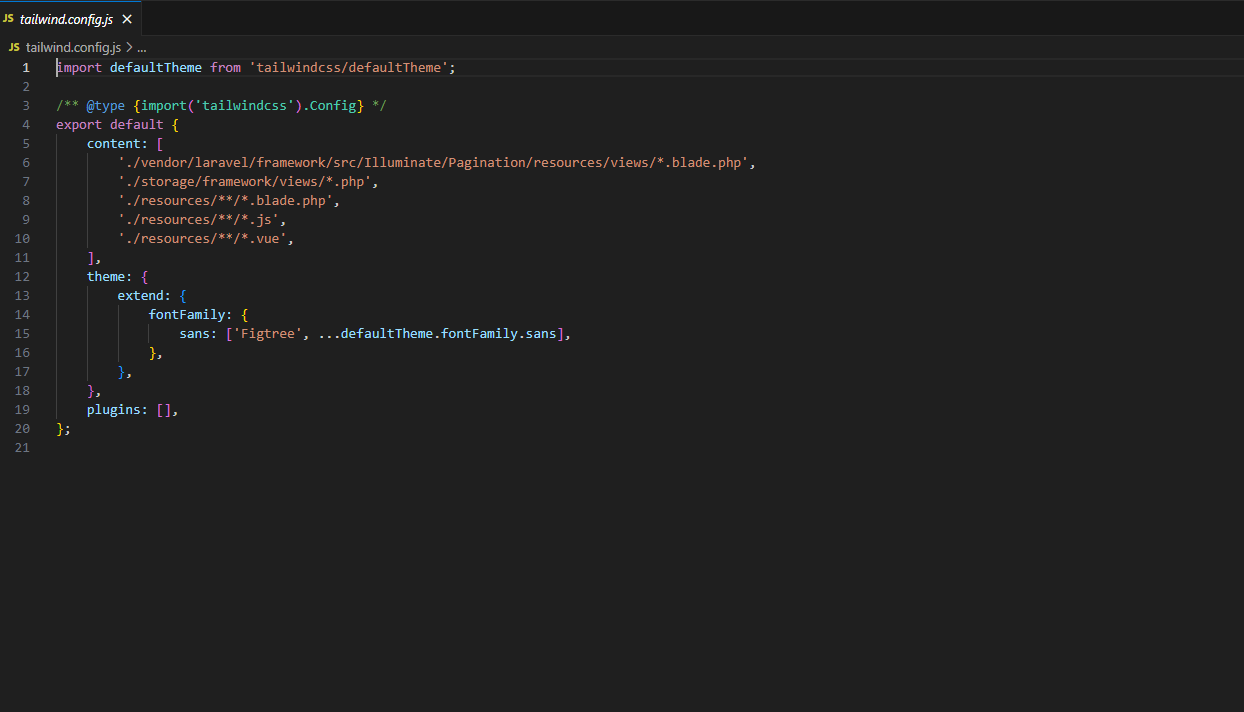 JS tailwind.config.js ×
JS tailwind.config.js > ...
1 import defaultTheme from 'tailwindcss/defaultTheme';
2
3 /** @type {import('tailwindcss').Config} */
4 export default {
5     content: [
6         './vendor/laravel/framework/src/Illuminate/Pagination/resources/views/*.blade.php',
7         './storage/framework/views/*.php',
8         './resources/**/*.blade.php',
9         './resources/**/*.js',
10         './resources/**/*.vue',
11     ],
12     theme: {
13         extend: {
14             fontFamily: {
15                 sans: ['Figtree', ...defaultTheme.fontFamily.sans],
16             },
17         },
18     },
19     plugins: [],
20 };
21